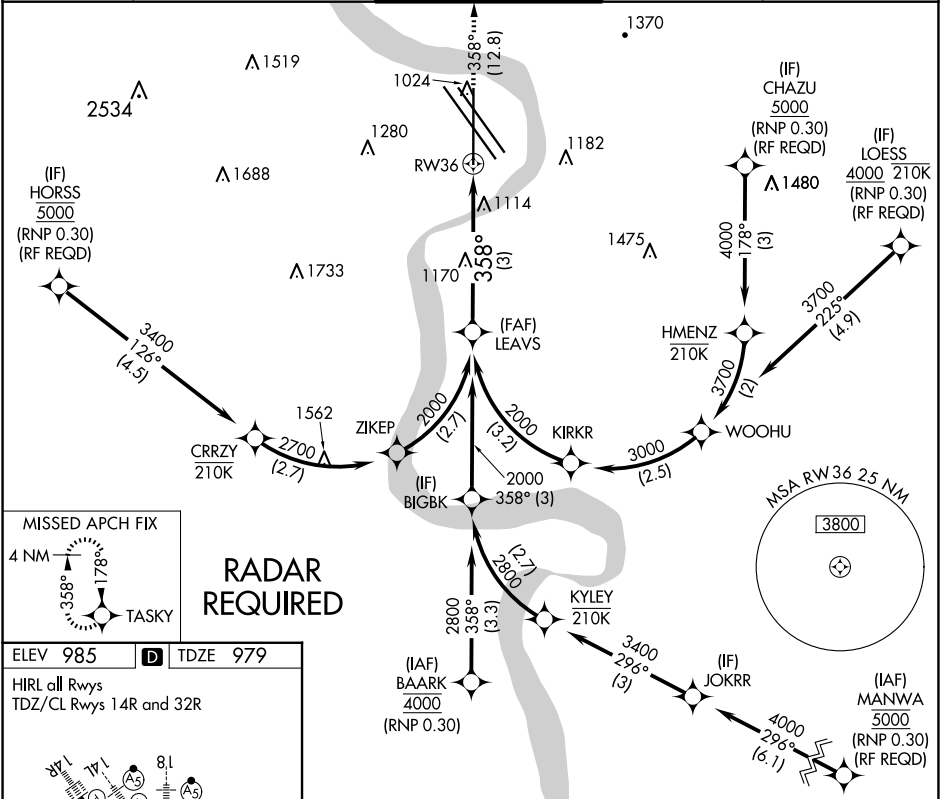 1370
1519
358°
(12.8)
1024
2534
(IF)
CHAZU
5000
(RNP 0.30)
(RF REQD)
1280
1182
(IF)
LOESS
4000 210K
(RNP 0.30)
(RF REQD)
RW36
1688
1480
(IF)
HORSS
5000
(RNP 0.30)
(RF REQD)
1114
4000
178°
(3)
358°
(3)
1475
1733
1170
3700
225°
(4.9)
(FAF)
LEAVS
HMENZ
210K
3400
126°
(4.5)
3700
(2)
1562
ZIKEP
2000
(2.7)
2000
(3.2)
KIRKR
WOOHU
CRRZY
210K
2700
(2.7)
3000
(2.5)
(IF)
BIGBK
2000
358° (3)
MSA RW36 25 NM
3800
MISSED APCH FIX
4 NM
358°
178°
TASKY
RADAR
REQUIRED
(2.7)
2800
KYLEY
210K
2800
358°
(3.3)
3400
296°
(3)
(IF)
JOKRR
ELEV 985
D
TDZE 979
HIRL all Rwys
TDZ/CL Rwys 14R and 32R
(IAF)
BAARK
4000
(RNP 0.30)
(IAF)
MANWA
5000
(RNP 0.30)
(RF REQD)
4000
296°
(6.1)
14R
14L
A5
18
A5